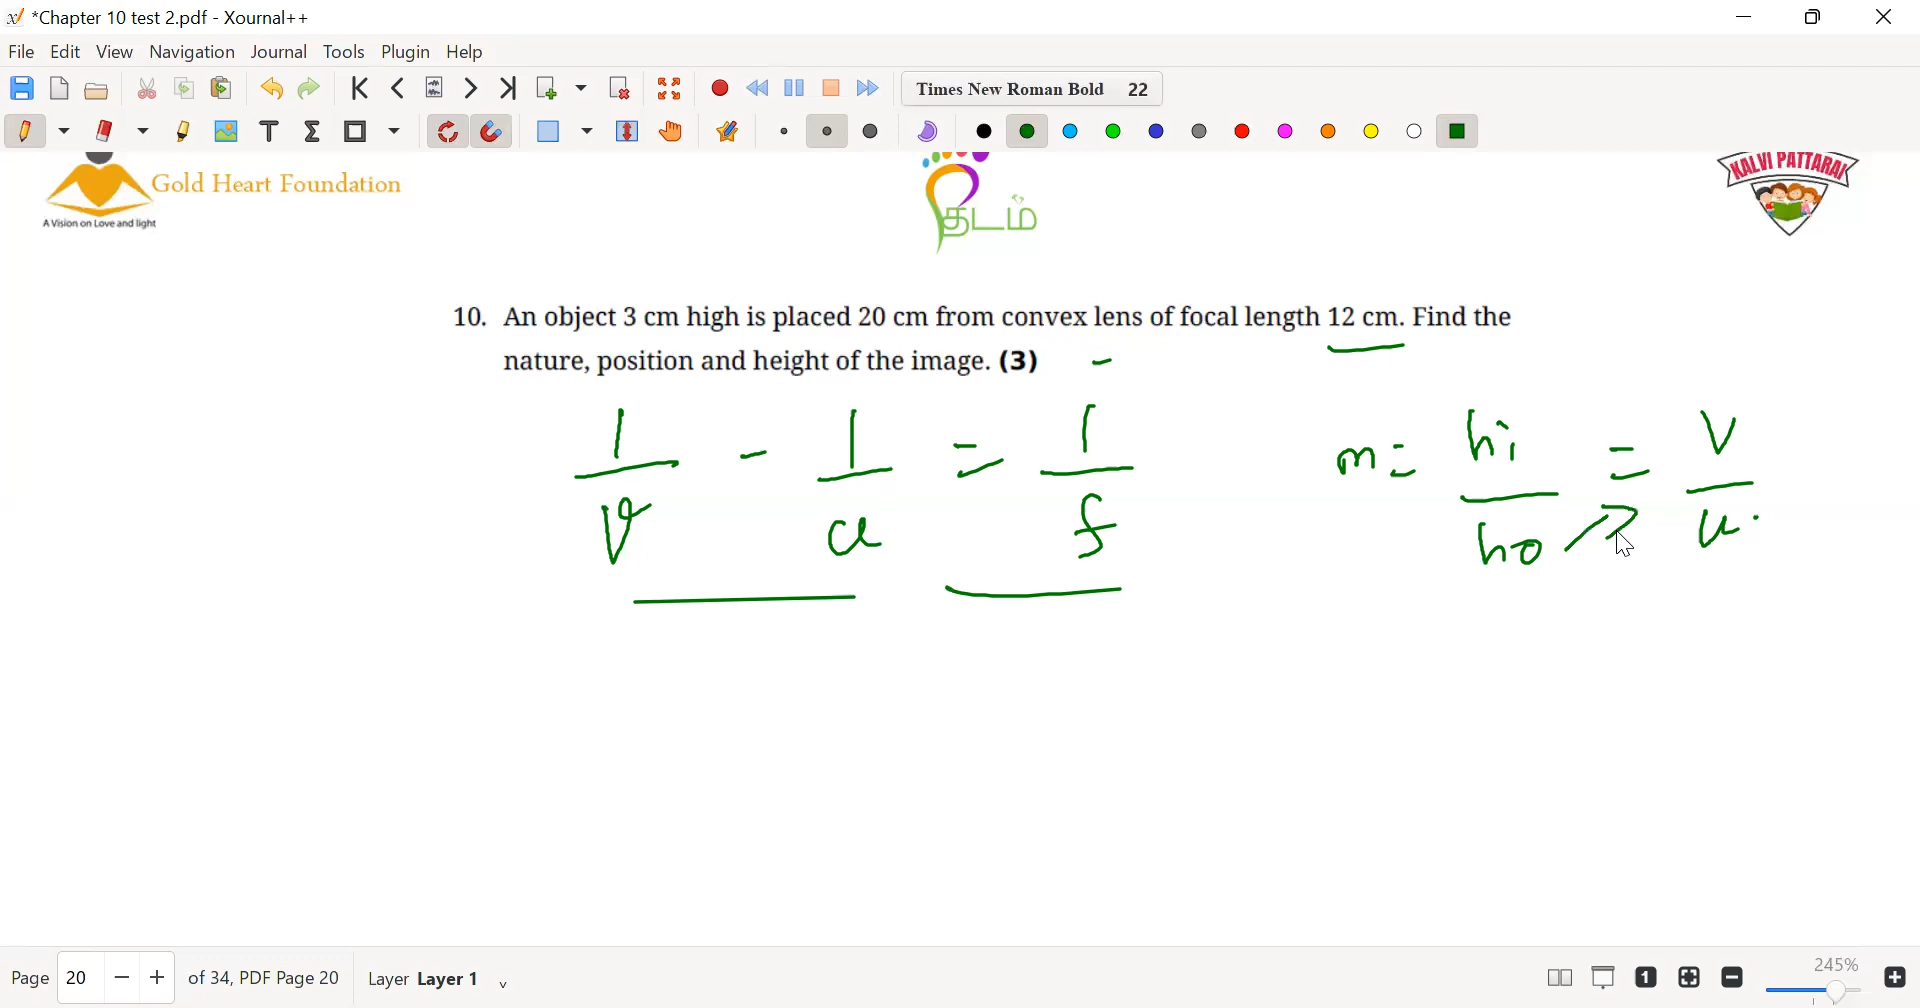 *Chapter 10 test 2.pdf - Xournal++
File Edit View Navigation Journal Tools Plugin Help
Times New Roman Bold 22
Gold Heart Foundation
A Vision on Love and light
தடம்
KALVI PATTARAI
10. An object 3 cm high is placed 20 cm from convex lens of focal length 12 cm. Find the
nature, position and height of the image. (3)
1/v - 1/u = 1/f
m = hi/ho = v/u
Page 20 of 34, PDF Page 20 Layer Layer 1
1
245%